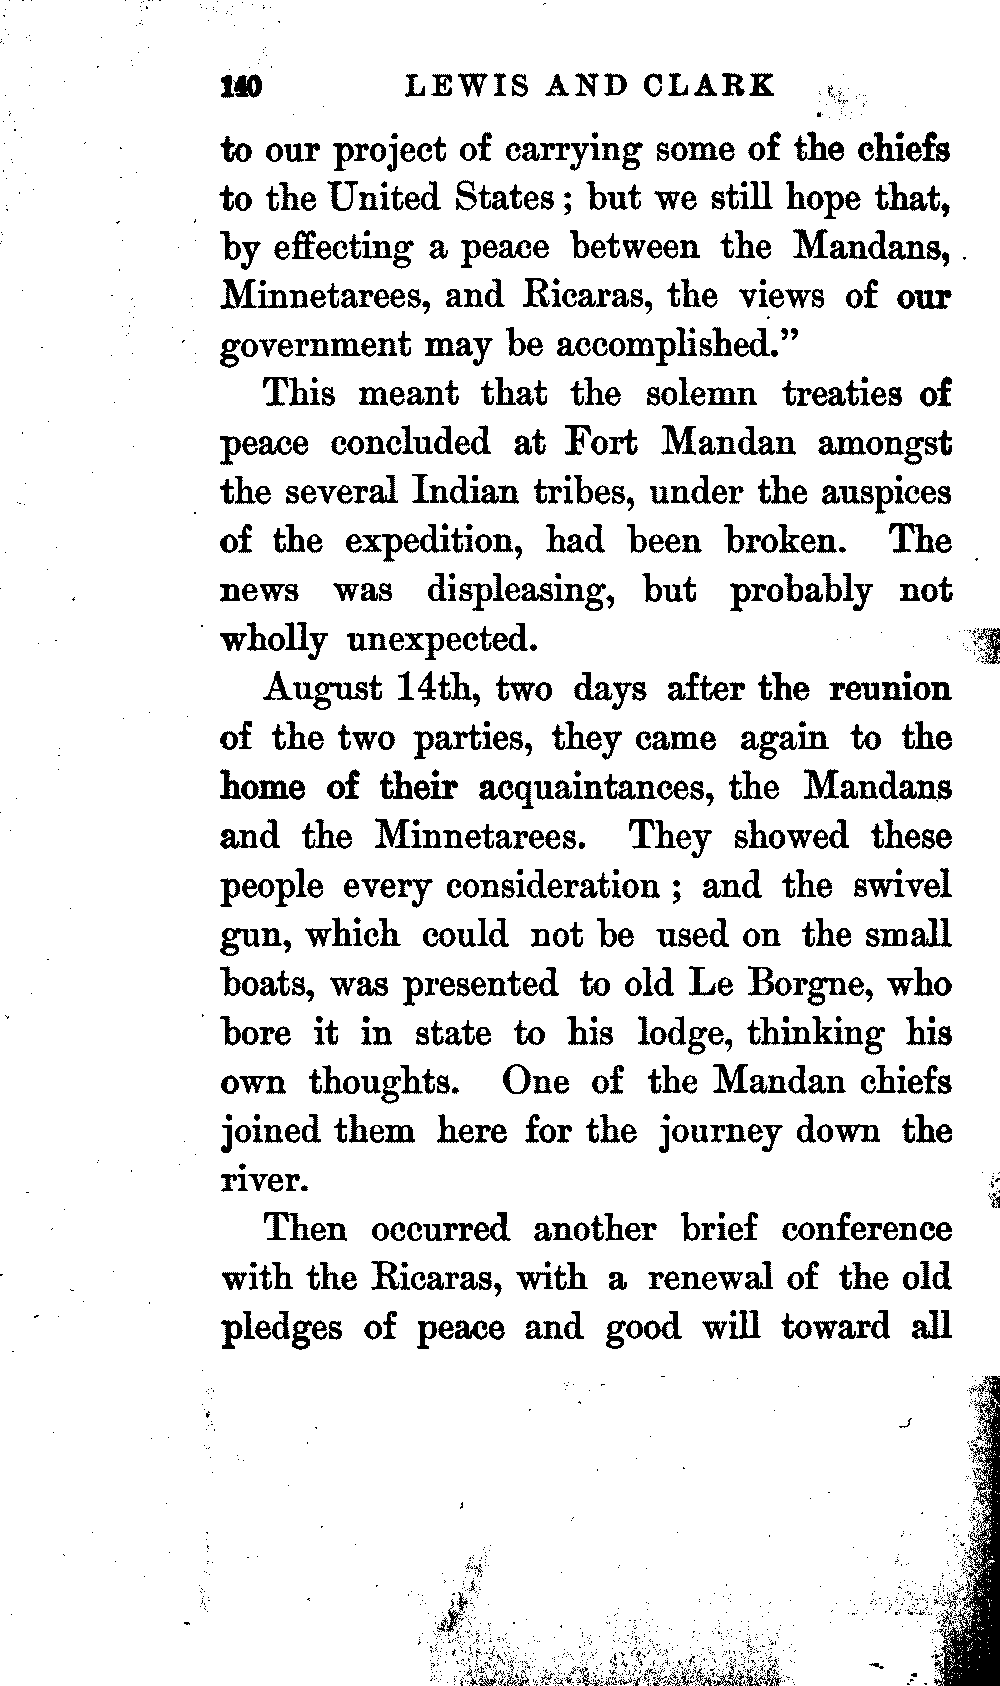 140 LEWIS AND CLARK
to our project of carrying some of the chiefs
to the United States; but we still hope that,
by effecting a peace between the Mandans,
Minnetarees, and Ricaras, the views of our
government may be accomplished.”
This meant that the solemn treaties of
peace concluded at Fort Mandan amongst
the several Indian tribes, under the auspices
of the expedition, had been broken. The
news was displeasing, but probably not
wholly unexpected.
August 14th, two days after the reunion
of the two parties, they came again to the
home of their acquaintances, the Mandans
and the Minnetarees. They showed these
people every consideration; and the swivel
gun, which could not be used on the small
boats, was presented to old Le Borgne, who
bore it in state to his lodge, thinking his
own thoughts. One of the Mandan chiefs
joined them here for the journey down the
river.
Then occurred another brief conference
with the Ricaras, with a renewal of the old
pledges of peace and good will toward all